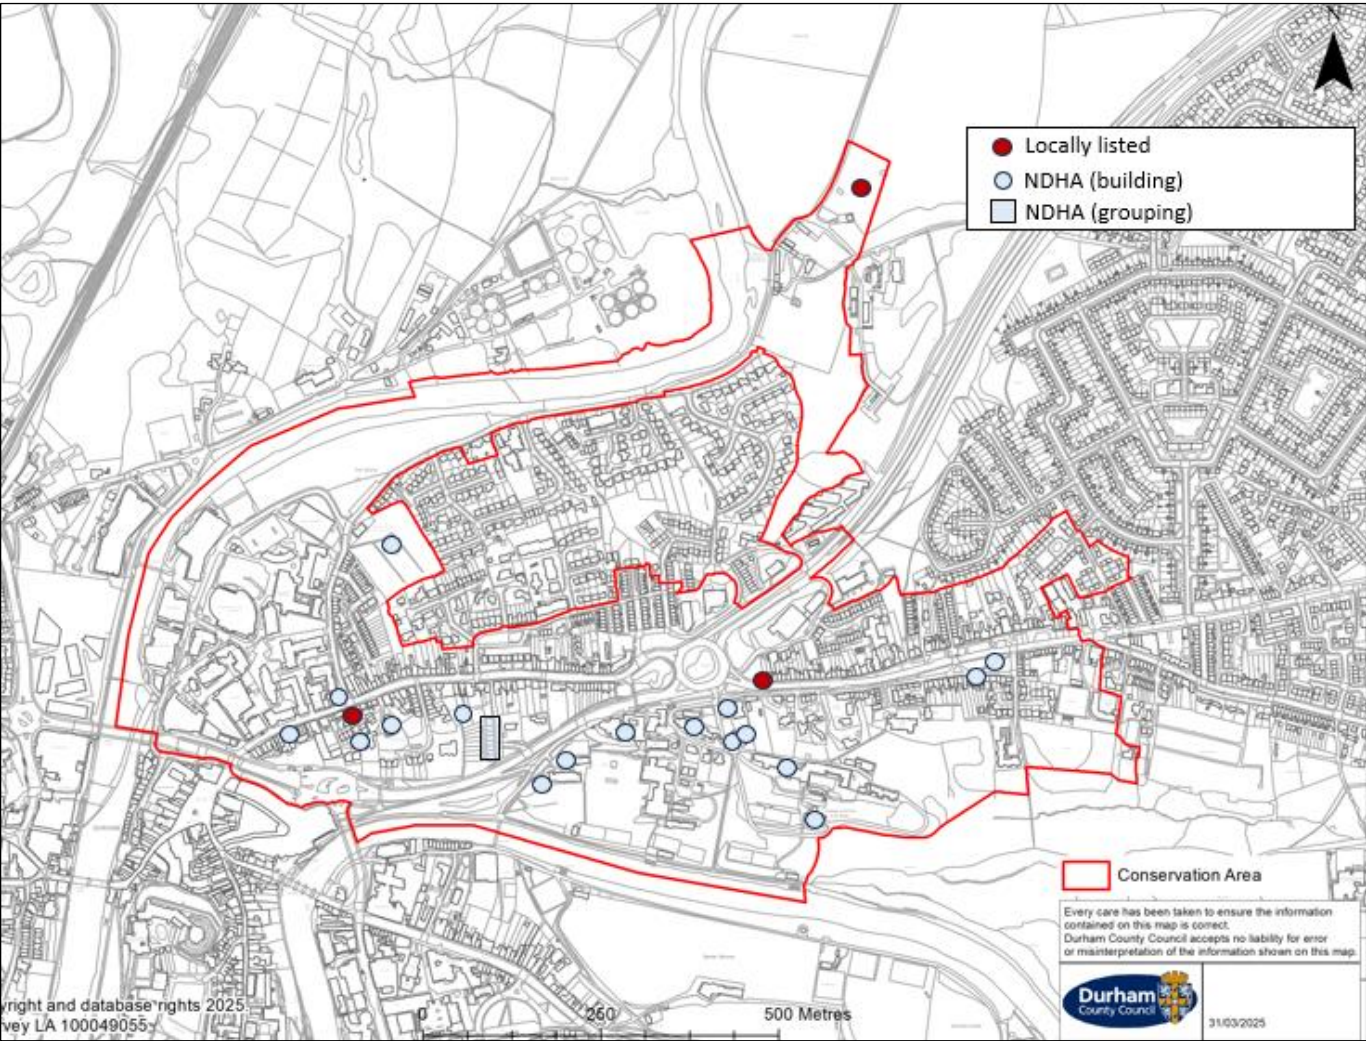 Locally listed
NDHA (building)
NDHA (grouping)
Conservation Area
Every care has been taken to ensure the information
contained on this map is correct.
Durham County Council accepts no liability for error
or misinterpretation of the information shown on this map.
Durham
County Council
31/03/2025
yright and database rights 2025.
vey LA 100049055
0 250 500 Metres